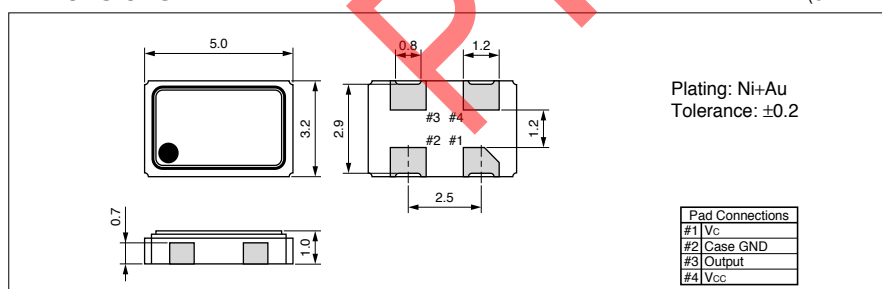 5.0
3.2
0.7
1.0
0.8
1.2
2.9
#3 #4
#2 #1
1.2
2.5
Plating: Ni+Au
Tolerance: ±0.2
Pad Connections
#1 Vc
#2 Case GND
#3 Output
#4 Vcc